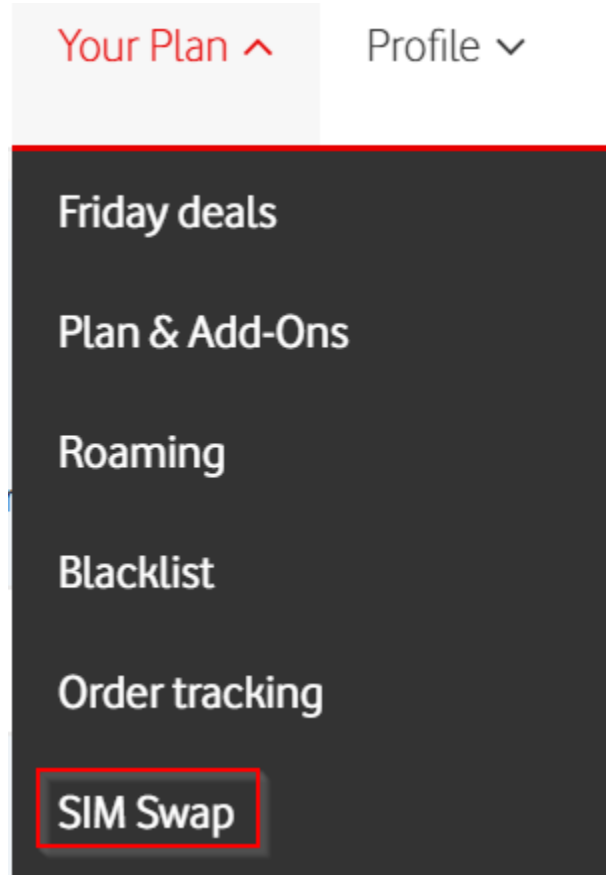 Your Plan Profile
Friday deals
Plan & Add-Ons
Roaming
Blacklist
Order tracking
SIM Swap